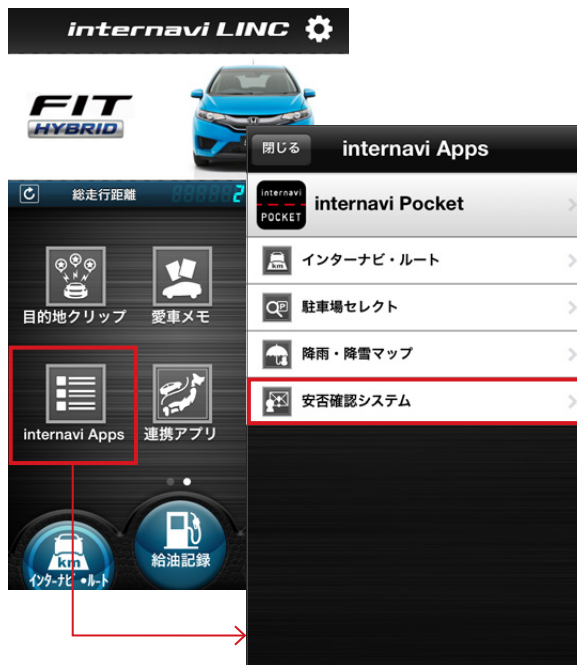 internavi LINC
FIT
HYBRID
総走行距離
2
目的地クリップ
愛車メモ
internavi Apps
連携アプリ
km
インターナビ・ルート
給油記録
閉じる
internavi Apps
internavi
POCKET
internavi Pocket
km
インターナビ・ルート
駐車場セレクト
降雨・降雪マップ
安否確認システム